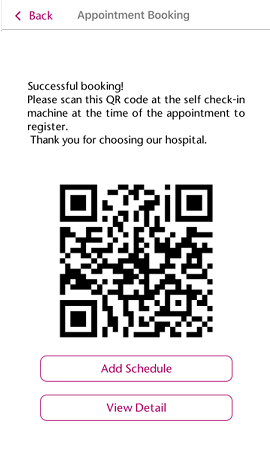 Back
Appointment Booking
Successful booking!
Please scan this QR code at the self check-in
machine at the time of the appointment to
register.
Thank you for choosing our hospital.
Add Schedule
View Detail